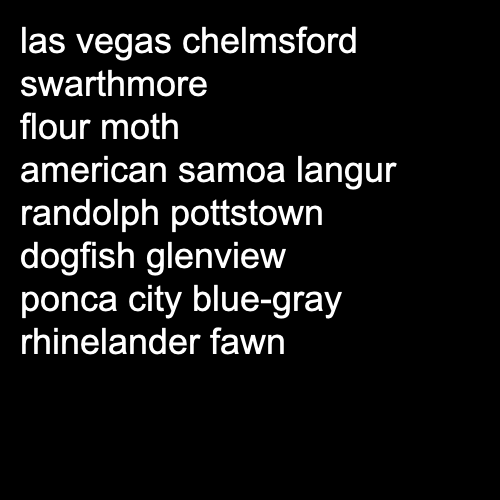 las vegas chelmsford
swarthmore
flour moth
american samoa langur
randolph pottstown
dogfish glenview
ponca city blue-gray
rhinelander fawn